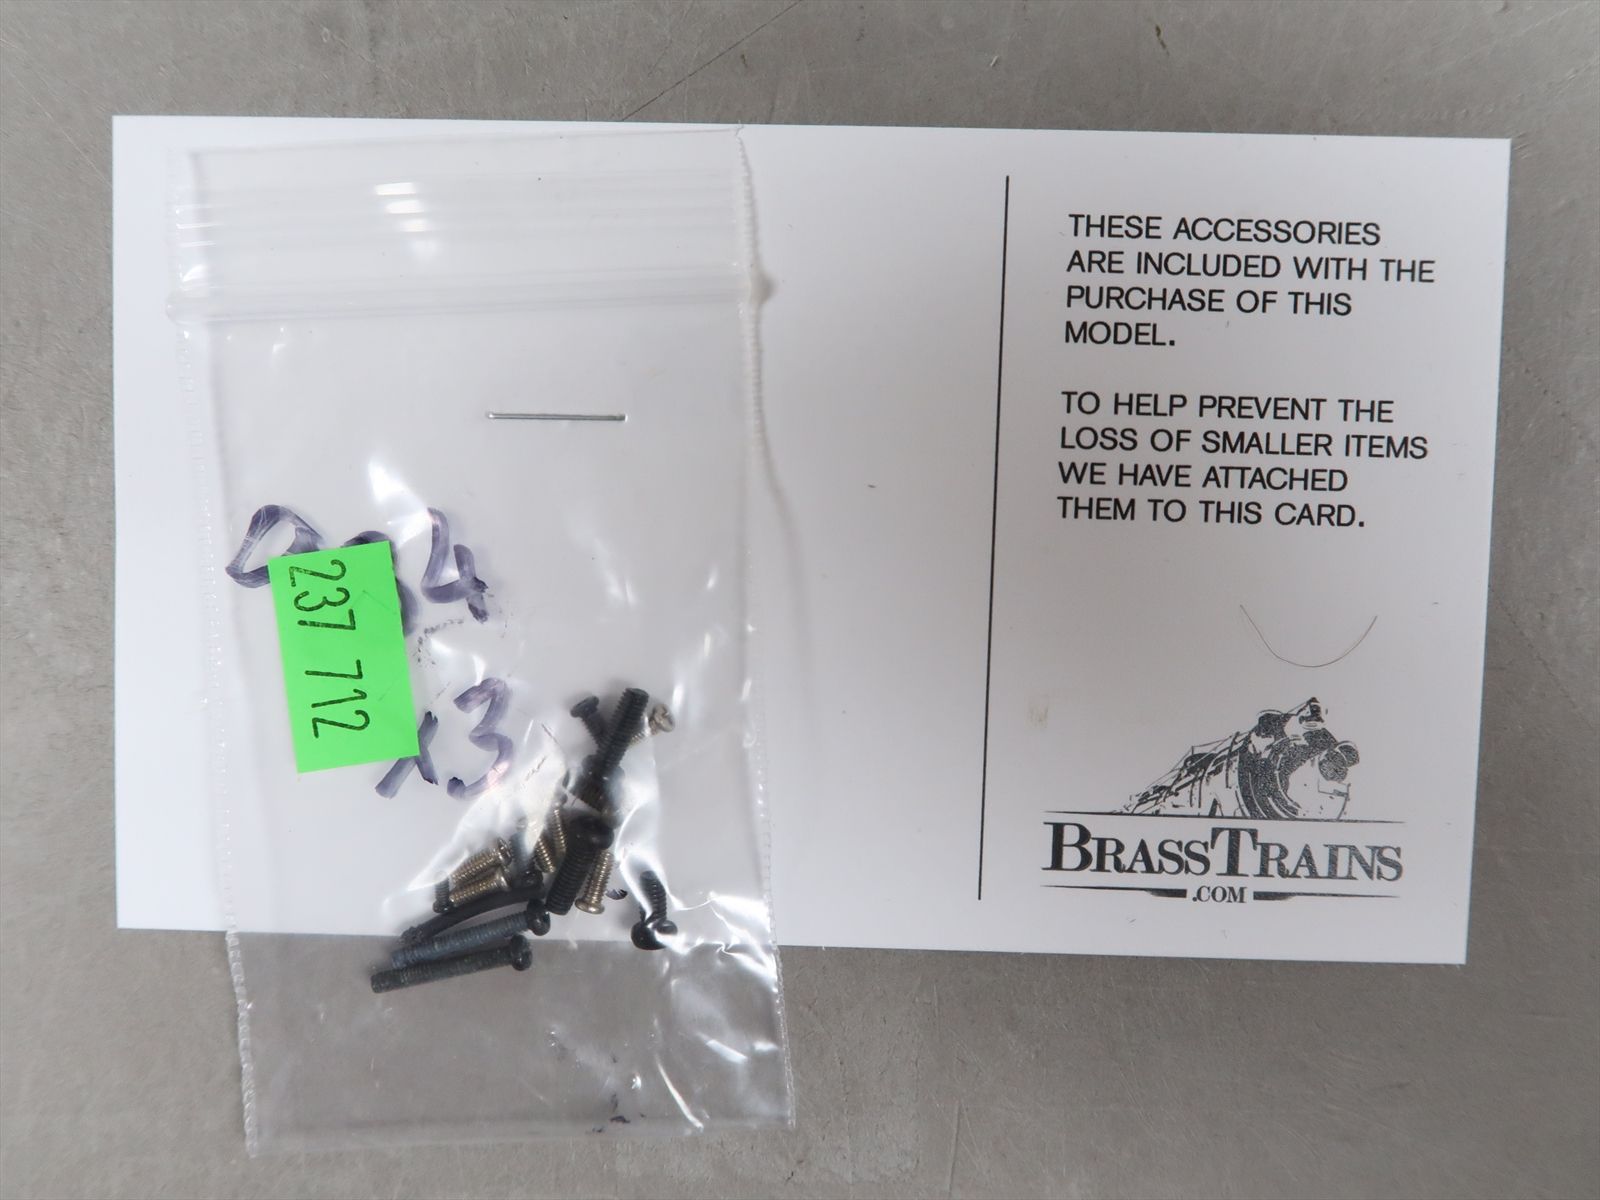 237 712
x3
THESE ACCESSORIES
ARE INCLUDED WITH THE
PURCHASE OF THIS
MODEL.
TO HELP PREVENT THE
LOSS OF SMALLER ITEMS
WE HAVE ATTACHED
THEM TO THIS CARD.
BRASSTRAINS
.COM